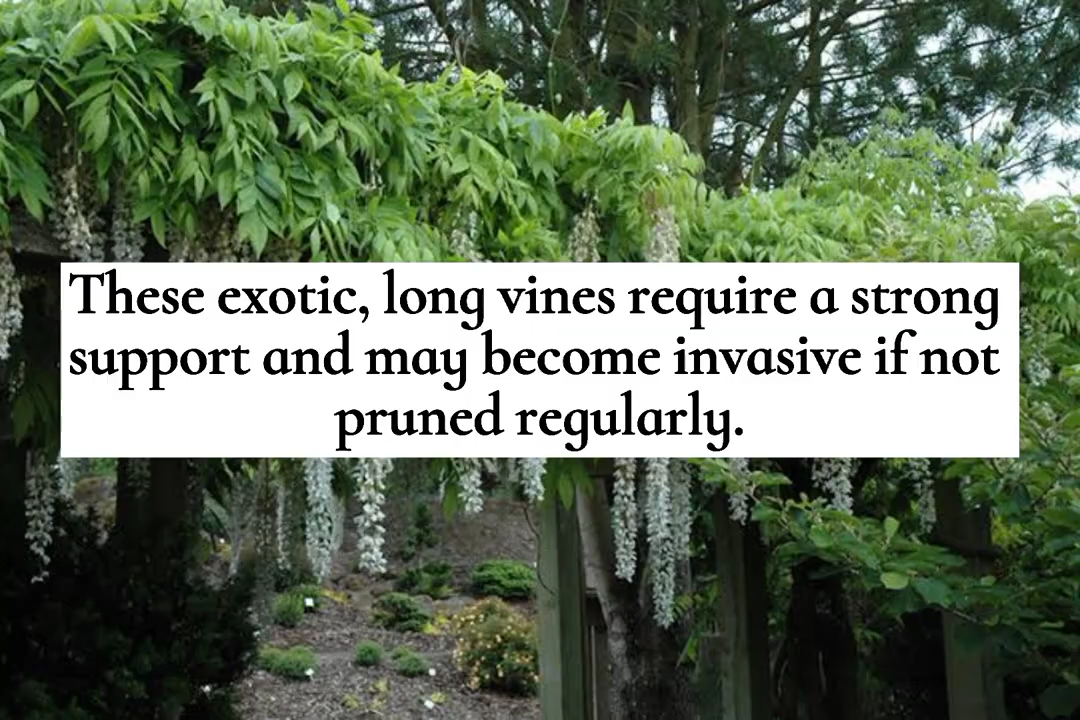 These exotic, long vines require a strong
support and may become invasive if not
pruned regularly.